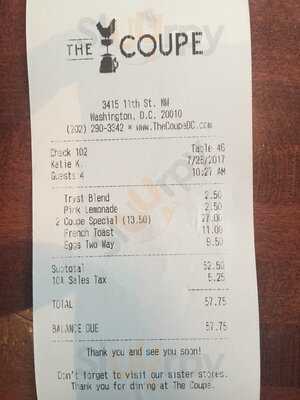 THE COUPE
3415 11th St. NW
Washington, D.C. 20010
(202) 290-3342 * www.TheCoupeDC.com
Check 102 Table 46
Katie K. 7/25/2017
Guests 4 10:27 AM
Tryst Blend 2.50
Pink Lemonade 2.50
2 Coupe Special (13.50) 27.00
French Toast 11.00
Eggs Two Way 9.50
Subtotal 52.50
10% Sales Tax 5.25
TOTAL 57.75
BALANCE DUE 57.75
Thank you and see you soon!
Don't forget to visit our sister stores.
Thank you for dining at The Coupe.